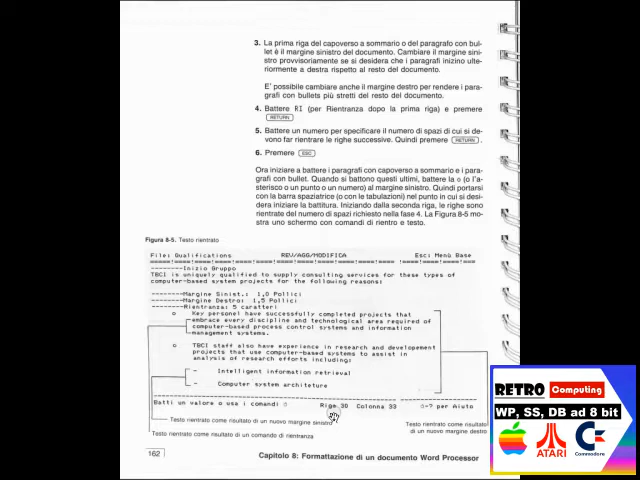 3. La prima riga del capoverso a sommario o del paragrafo con bul-
let è il margine sinistro del documento. Cambiare il margine sini-
stro provvisoriamente se si desidera che i paragrafi inizino ulte-
riormente a destra rispetto al resto del documento.
E' possibile cambiare anche il margine destro per rendere i para-
grafi con bullets più stretti del resto del documento.
4. Battere RI (per Rientranza dopo la prima riga) e premere
RETURN
5. Battere un numero per specificare il numero di spazi di cui si de-
vono far rientrare le righe successive. Quindi premere RETURN.
6. Premere ESC
Ora iniziare a battere i paragrafi con capoverso a sommario e i para-
grafi con bullet. Quando si battono questi ultimi, battere la o (o l'a-
sterisco o un punto o un numero) al margine sinistro. Quindi portarsi
con la barra spaziatrice (o con le tabulazioni) nel punto in cui si desi-
dera iniziare la battitura. Iniziando dalla seconda riga, le righe sono
rientrate del numero di spazi richiesto nella fase 4. La Figura 8-5 mo-
stra uno schermo con comandi di rientro e testo.
Figura 8-5. Testo rientrato
File: Qualifications REV/AGG/MODIFICA Esc: Menù Base
--------Inizio Gruppo
TBCI is uniquely qualified to supply consulting services for these types of
computer-based system projects for the following reasons:
--------Margine Sinist.: 1,0 Pollici
--------Margine Destro: 1,5 Pollici
--------Rientranza: 5 caratteri
o Key personnel have successfully completed projects that
embrace every discipline and technological area required of
computer-based process control systems and information
management systems.
o TBCI staff also have experience in research and developement
projects that use computer-based systems to assist in
analysis of research efforts including:
- Intelligent information retrieval
- Computer system architeture
Batti un valore o usa i comandi Riga 30 Colonna 33 -? per Aiuto
Testo rientrato come risultato di un nuovo margine sinistro
Testo rientrato come risultato di un nuovo margine destro
Testo rientrato come risultato di un comando di rientranza
162 Capitolo 8: Formattazione di un documento Word Processor
RETRO Computing
WP, SS, DB ad 8 bit
Apple ATARI Commodore